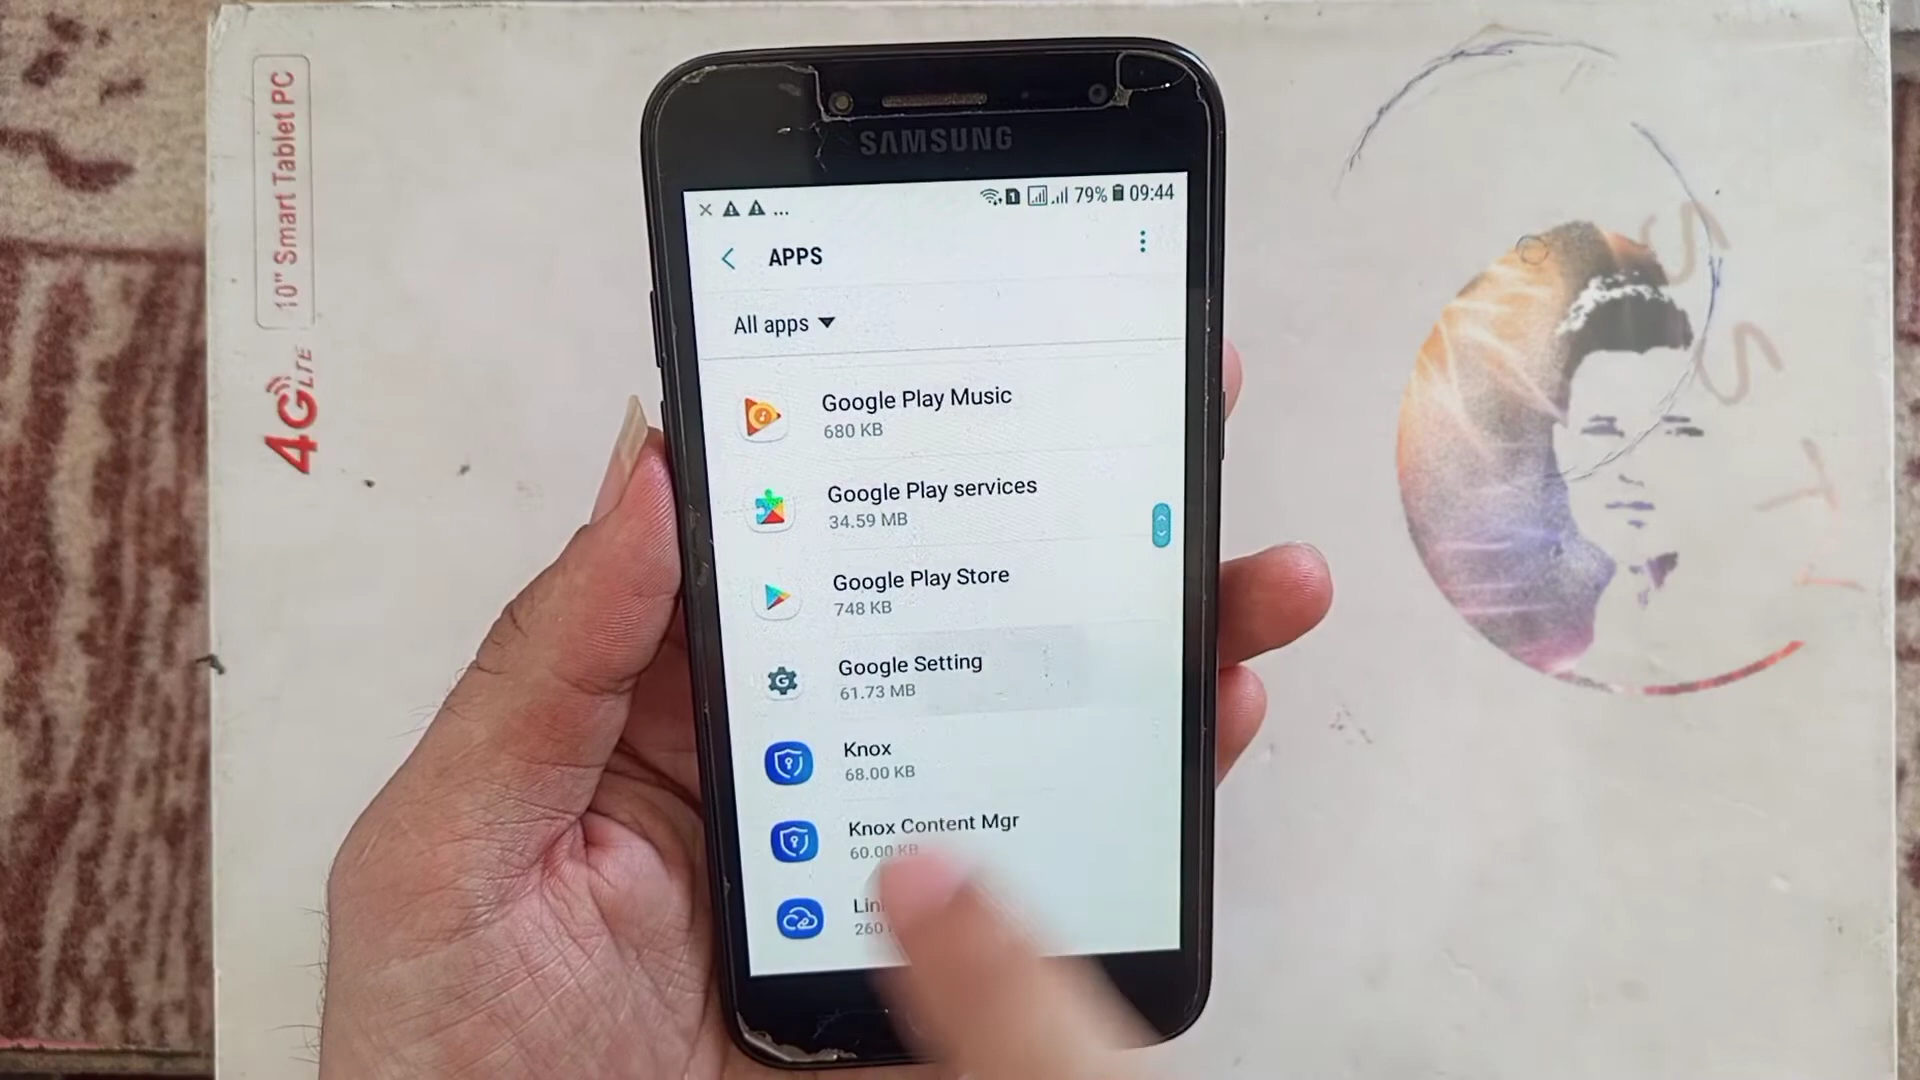 10" Smart Tablet PC
4G LTE
SAMSUNG
... 79% 09:44
APPS
All apps
Google Play Music
680 KB
Google Play services
34.59 MB
Google Play Store
748 KB
Google Setting
61.73 MB
Knox
68.00 KB
Knox Content Mgr
60.00 KB
260